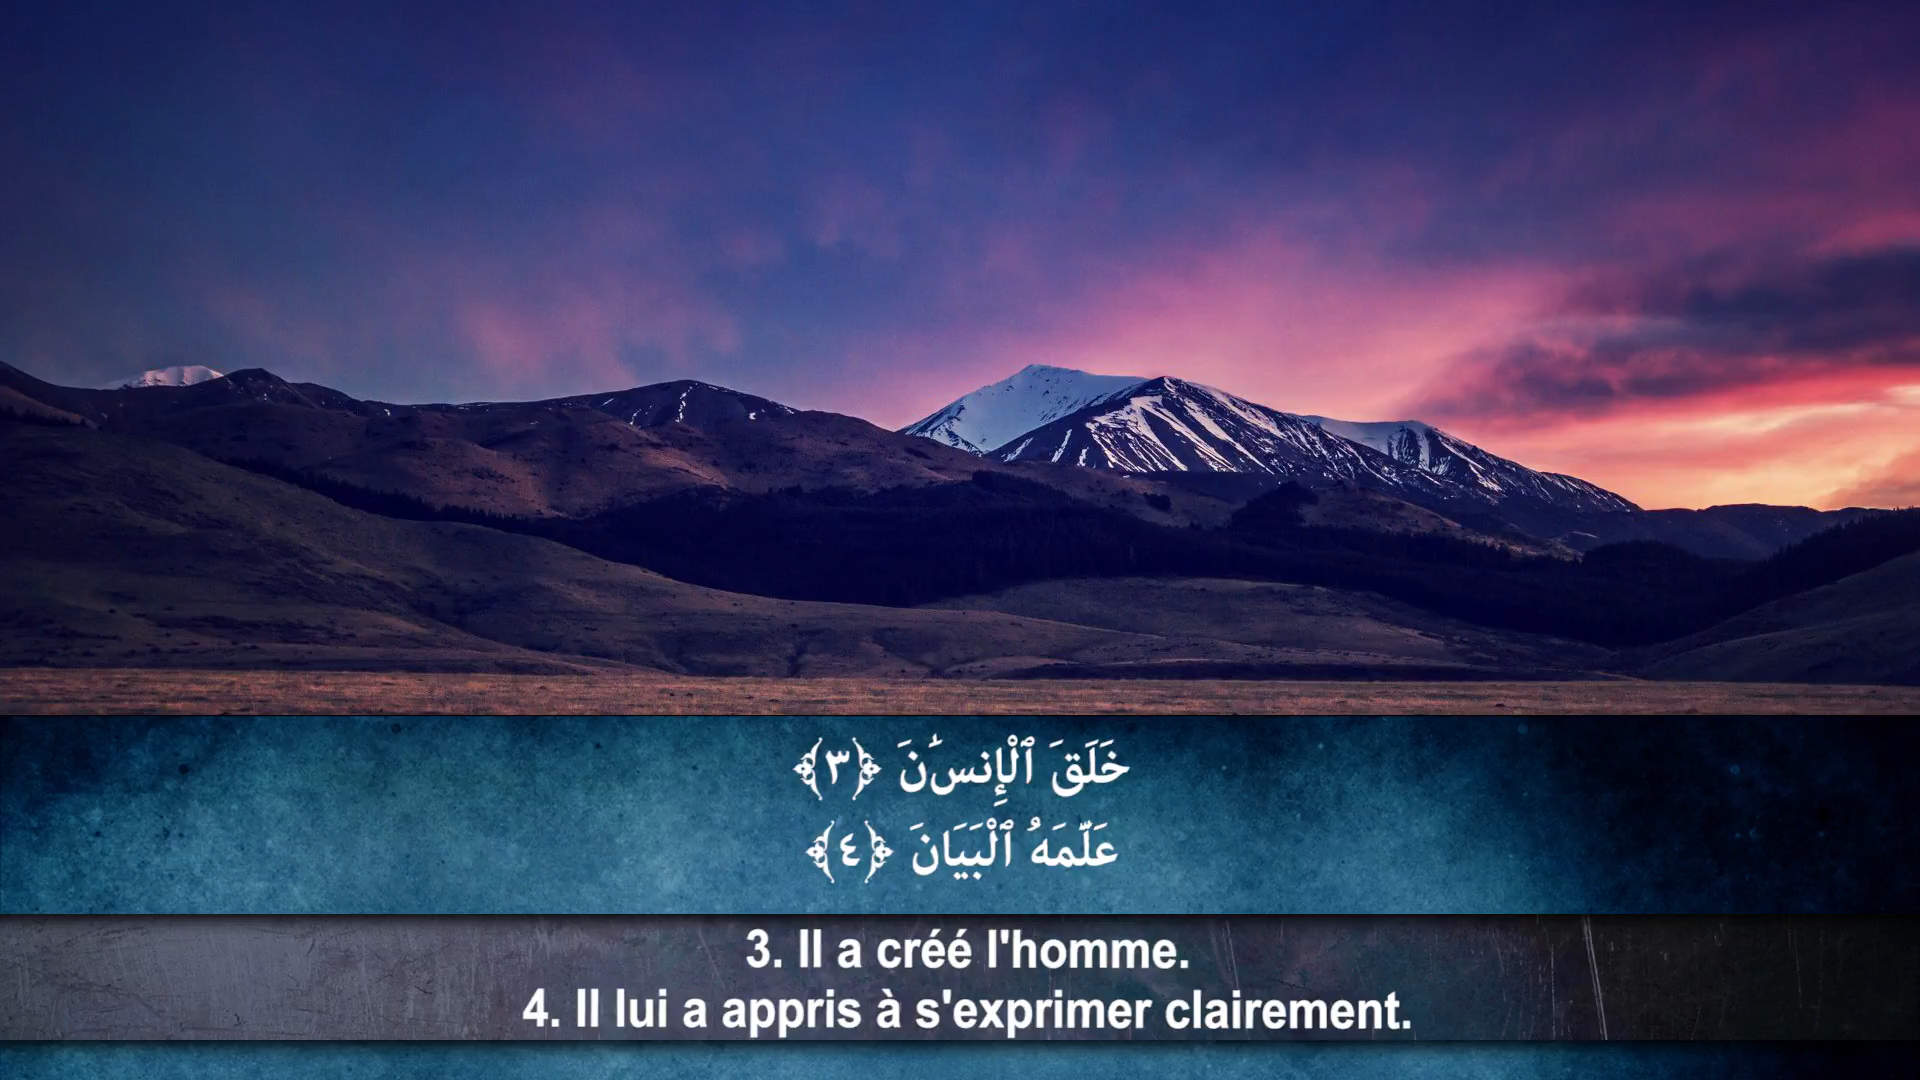 خَلَقَ ٱلْإِنسَٰنَ ﴿٣﴾
عَلَّمَهُ ٱلْبَيَانَ ﴿٤﴾
3. Il a créé l'homme.
4. Il lui a appris à s'exprimer clairement.